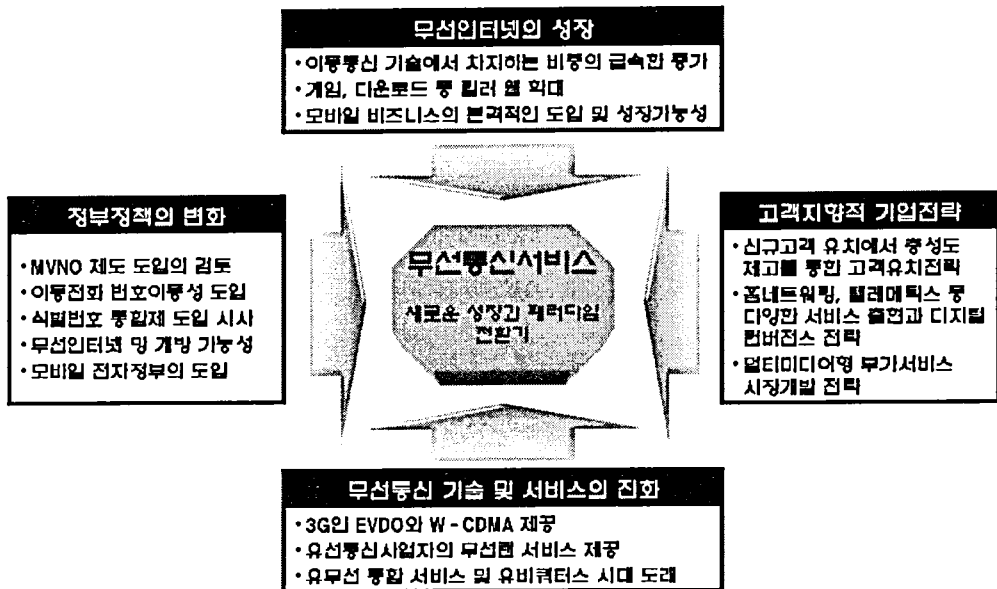 무선인터넷의 성장
• 이동통신 기술에서 차지하는 비중의 급속한 증가
• 게임, 다운로드 등 킬러 앱 확대
• 모바일 비즈니스의 본격적인 도입 및 성장가능성
정부정책의 변화
• MVNO 제도 도입의 검토
• 이동전화 번호이동성 도입
• 식별번호 통합제 도입 시사
• 무선인터넷 망 개방 가능성
• 모바일 전자정부의 도입
무선통신서비스
새로운 성장과 패러다임
전환기
고객지향적 기업전략
• 신규고객 유치에서 충성도
제고를 통한 고객유치전략
• 홈네트워킹, 텔레매틱스 등
다양한 서비스 출현과 디지털
컨버전스 전략
• 멀티미디어형 부가서비스
시장개발 전략
무선통신 기술 및 서비스의 진화
• 3G인 EVDO와 W - CDMA 제공
• 유선통신사업자의 무선랜 서비스 제공
• 유무선 통합 서비스 및 유비쿼터스 시대 도래